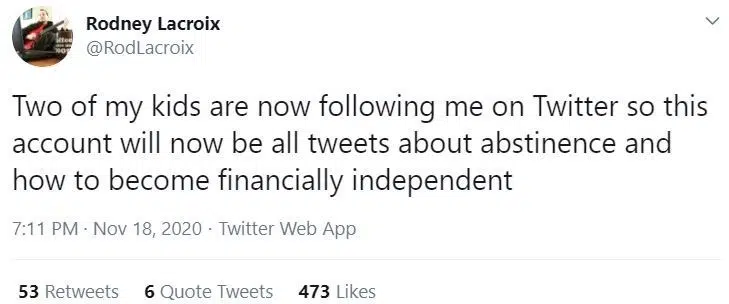 Rodney Lacroix
@RodLacroix
Two of my kids are now following me on Twitter so this
account will now be all tweets about abstinence and
how to become financially independent
7:11 PM · Nov 18, 2020 · Twitter Web App
53 Retweets 6 Quote Tweets 473 Likes